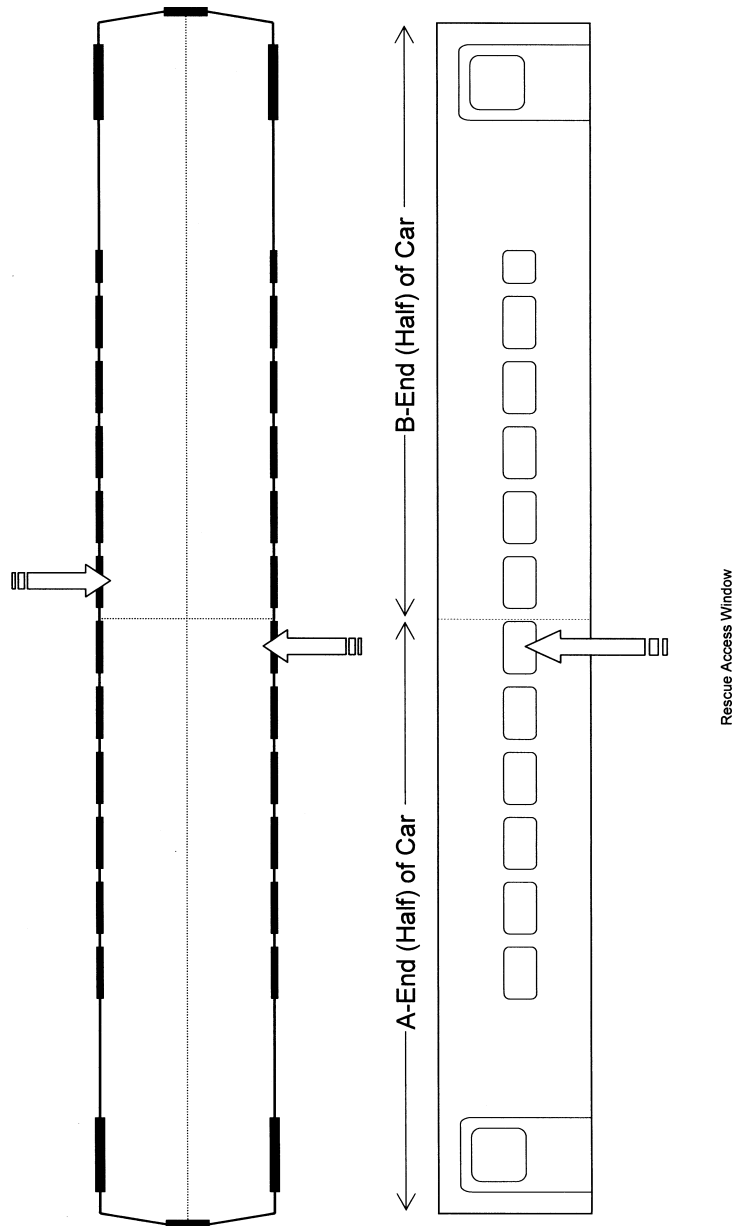 B-End (Half) of Car
A-End (Half) of Car
Rescue Access Window